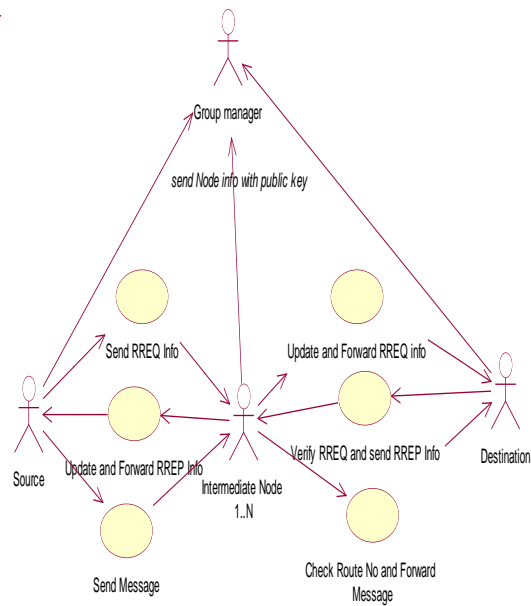 Group manager
send Node info with public key
Send RREQ Info
Update and Forward RREQ info
Update and Forward RREP Info
Verify RREQ and send RREP Info
Source
Intermediate Node
1..N
Destination
Send Message
Check Route No and Forward
Message